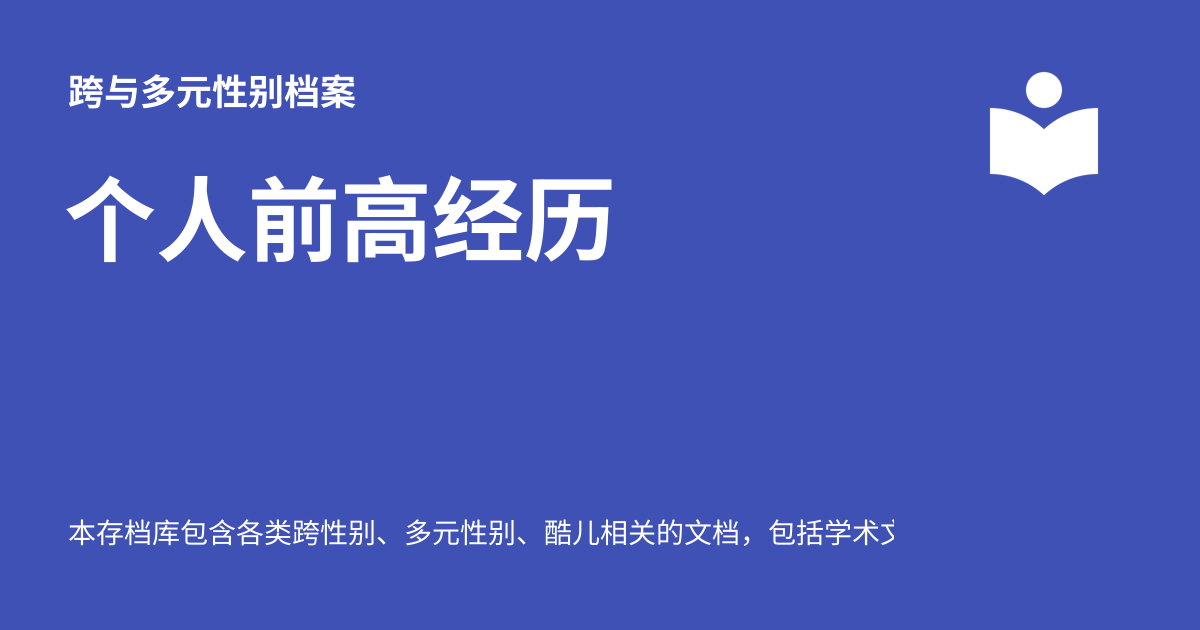 跨与多元性别档案
个人前高经历
本存档库包含各类跨性别、多元性别、酷儿相关的文档，包括学术